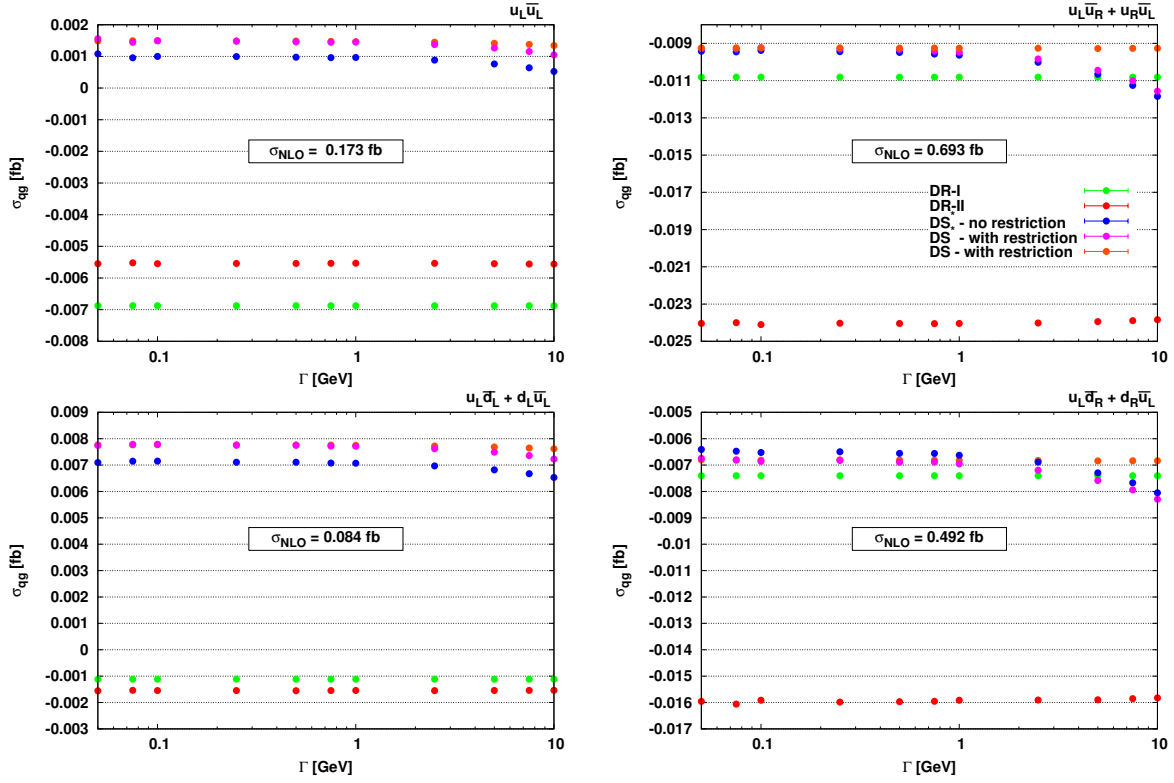 u_L ū_L
0.002
0.001
0
-0.001
-0.002
-0.003
-0.004
-0.005
-0.006
-0.007
-0.008
σ_qg [fb]
σ_NLO = 0.173 fb
0.1 1 10
Γ [GeV]
u_L ū_R + u_R ū_L
-0.009
-0.011
-0.013
-0.015
-0.017
-0.019
-0.021
-0.023
-0.025
σ_qg [fb]
σ_NLO = 0.693 fb
DR-I
DR-II
DS* - no restriction
DS - with restriction
DS - with restriction
0.1 1 10
Γ [GeV]
u_L d̄_L + d_L ū_L
0.009
0.008
0.007
0.006
0.005
0.004
0.003
0.002
0.001
0
-0.001
-0.002
-0.003
σ_qg [fb]
σ_NLO = 0.084 fb
0.1 1 10
Γ [GeV]
u_L d̄_R + d_R ū_L
-0.005
-0.006
-0.007
-0.008
-0.009
-0.01
-0.011
-0.012
-0.013
-0.014
-0.015
-0.016
-0.017
σ_qg [fb]
σ_NLO = 0.492 fb
0.1 1 10
Γ [GeV]